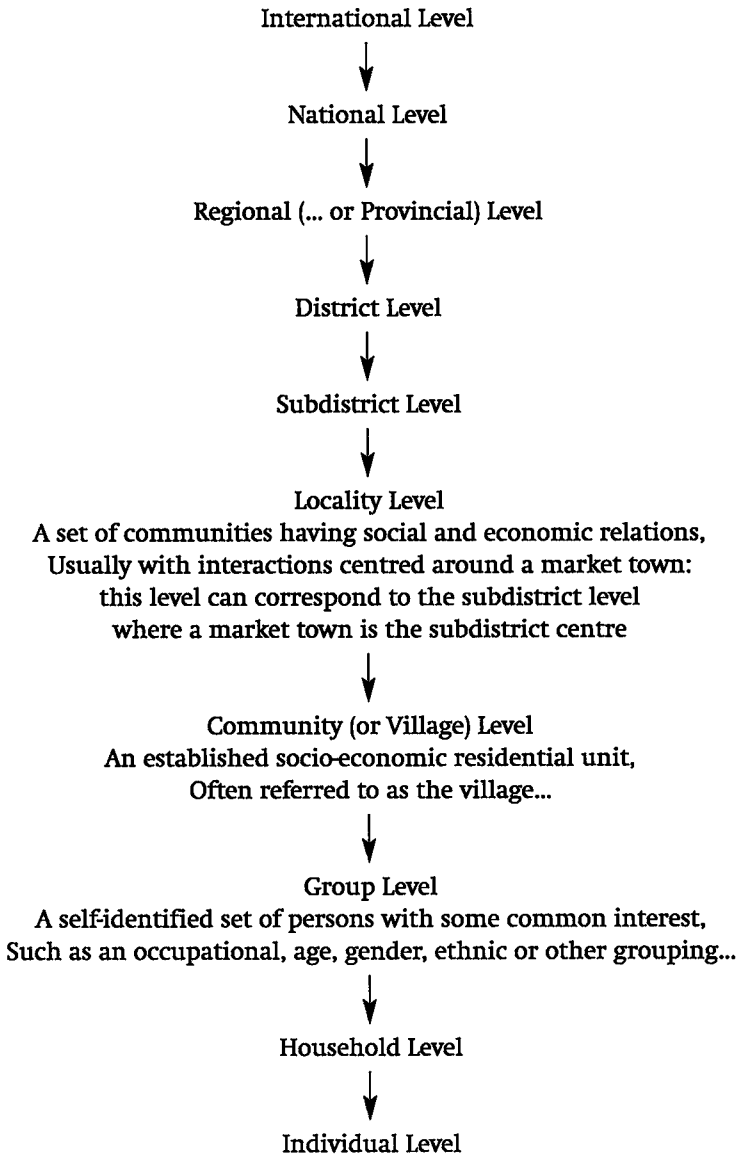 International Level
National Level
Regional (... or Provincial) Level
District Level
Subdistrict Level
Locality Level
A set of communities having social and economic relations,
Usually with interactions centred around a market town:
this level can correspond to the subdistrict level
where a market town is the subdistrict centre
Community (or Village) Level
An established socio-economic residential unit,
Often referred to as the village...
Group Level
A self-identified set of persons with some common interest,
Such as an occupational, age, gender, ethnic or other grouping...
Household Level
Individual Level